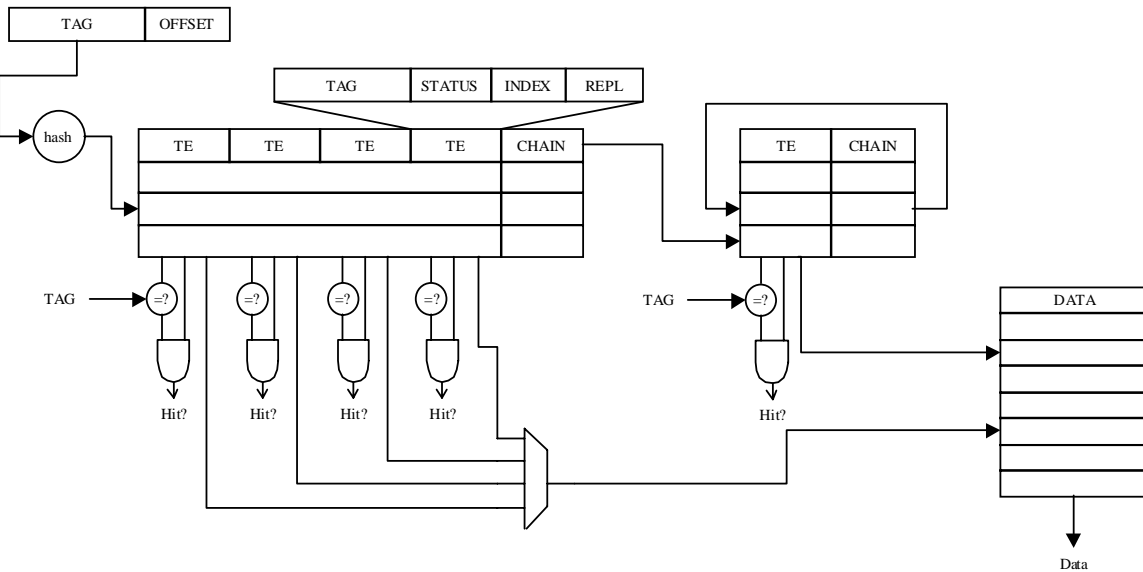 TAG OFFSET
TAG STATUS INDEX REPL
hash
TE TE TE TE CHAIN
TE CHAIN
TAG =? =? =? =?
TAG =?
DATA
Hit? Hit? Hit? Hit?
Hit?
Data